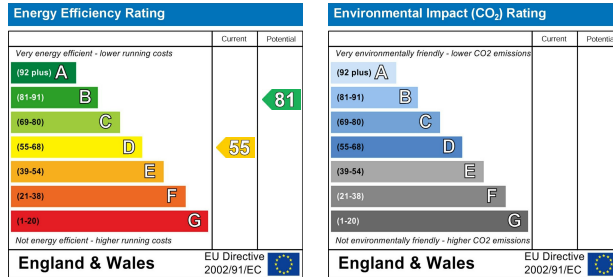 Energy Efficiency Rating
Current Potential
Very energy efficient - lower running costs
(92 plus) A
(81-91) B
81
(69-80) C
(55-68) D
55
(39-54) E
(21-38) F
(1-20) G
Not energy efficient - higher running costs
England & Wales
EU Directive
2002/91/EC
Environmental Impact (CO₂) Rating
Current Potential
Very environmentally friendly - lower CO2 emissions
(92 plus) A
(81-91) B
(69-80) C
(55-68) D
(39-54) E
(21-38) F
(1-20) G
Not environmentally friendly - higher CO2 emissions
England & Wales
EU Directive
2002/91/EC